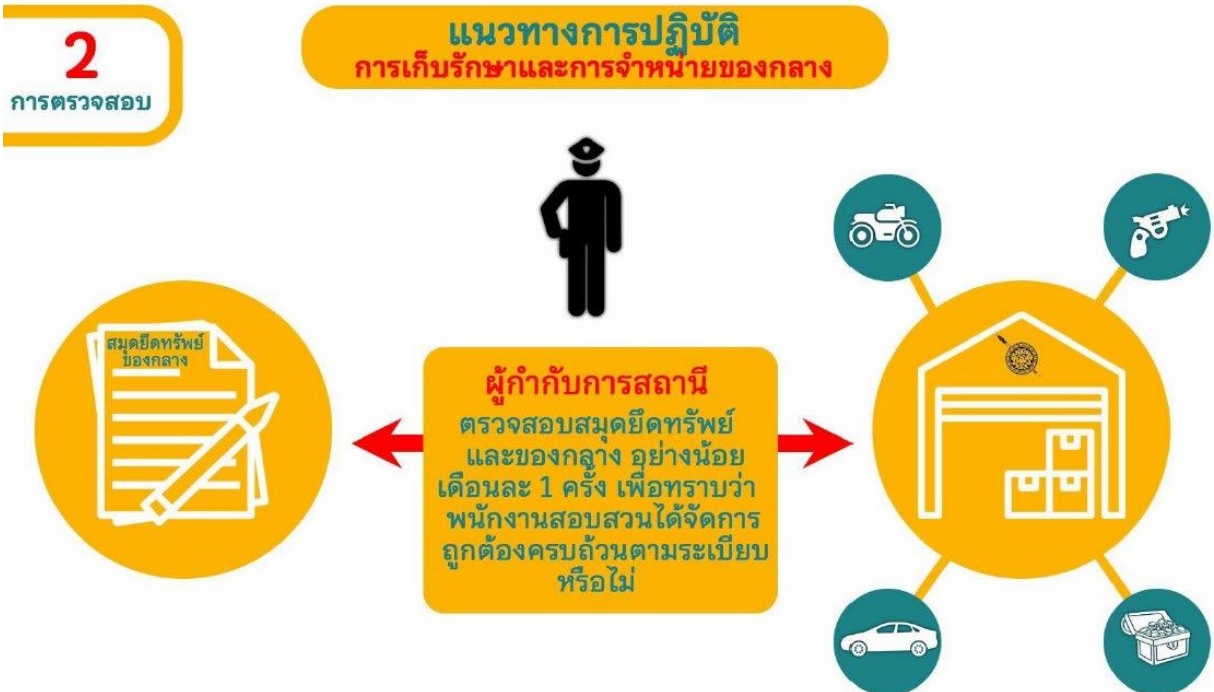 2
การตรวจสอบ
แนวทางการปฏิบัติ
การเก็บรักษาและการจำหน่ายของกลาง
สมุดยึดทรัพย์
ของกลาง
ผู้กำกับการสถานี
ตรวจสอบสมุดยึดทรัพย์
และของกลาง อย่างน้อย
เดือนละ 1 ครั้ง เพื่อทราบว่า
พนักงานสอบสวนได้จัดการ
ถูกต้องครบถ้วนตามระเบียบ
หรือไม่